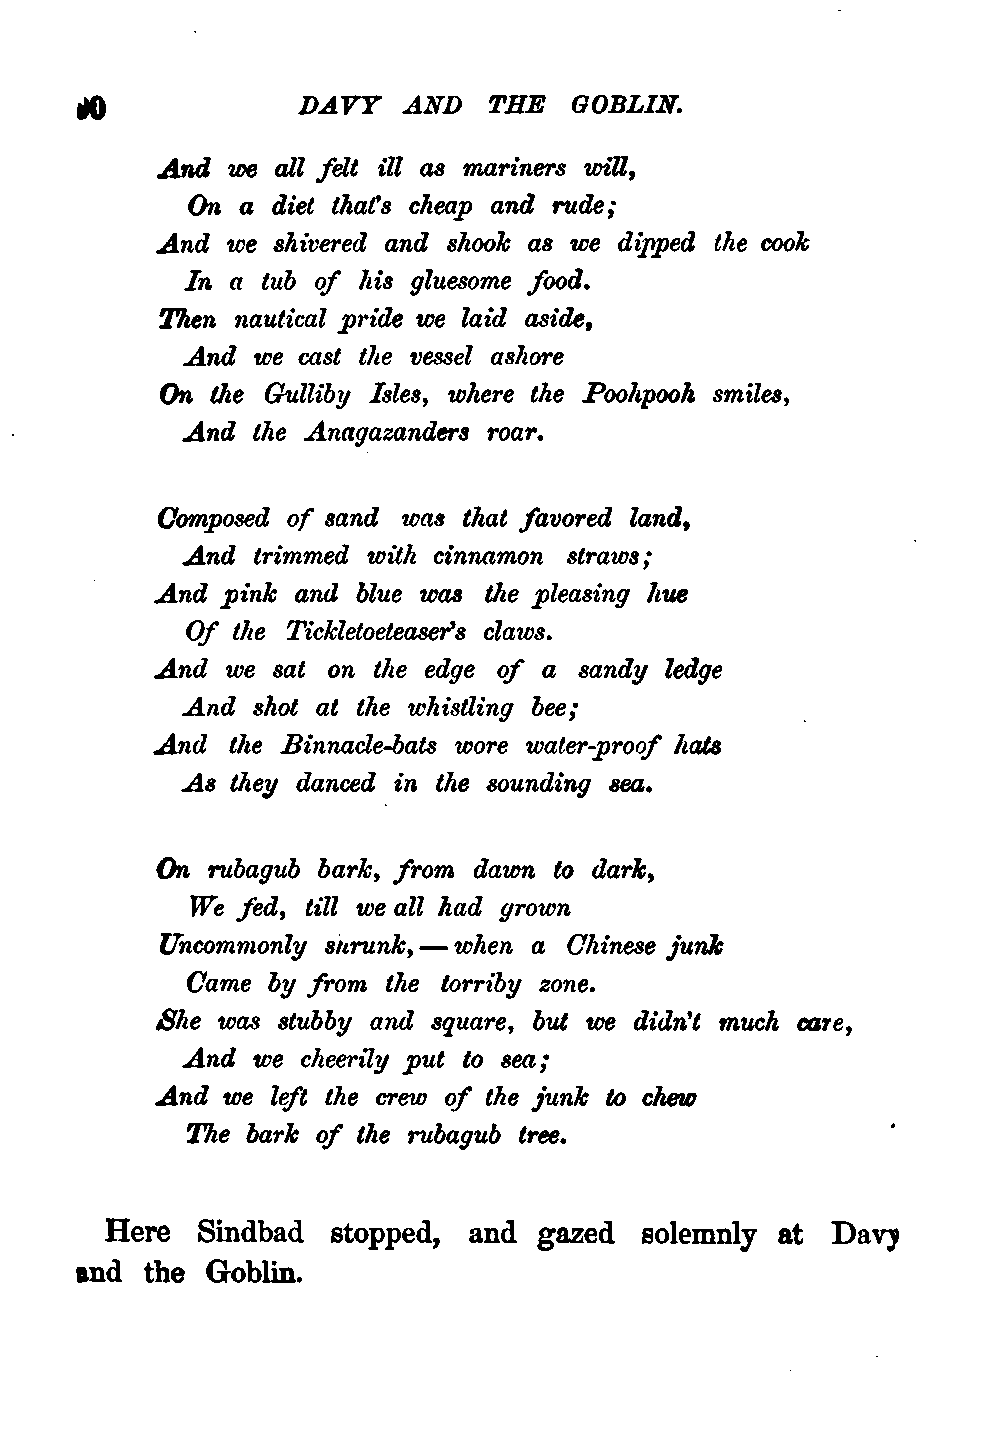 DAVY AND THE GOBLIN.
And we all felt ill as mariners will,
On a diet that's cheap and rude;
And we shivered and shook as we dipped the cook
In a tub of his gluesome food.
Then nautical pride we laid aside,
And we cast the vessel ashore
On the Gulliby Isles, where the Poohpooh smiles,
And the Anagazanders roar.
Composed of sand was that favored land,
And trimmed with cinnamon straws;
And pink and blue was the pleasing hue
Of the Tickletoeteaser's claws.
And we sat on the edge of a sandy ledge
And shot at the whistling bee;
And the Binnacle-bats wore water-proof hats
As they danced in the sounding sea.
On rubagub bark, from dawn to dark,
We fed, till we all had grown
Uncommonly shrunk,—when a Chinese junk
Came by from the torriby zone.
She was stubby and square, but we didn't much care,
And we cheerily put to sea;
And we left the crew of the junk to chew
The bark of the rubagub tree.
Here Sindbad stopped, and gazed solemnly at Davy
and the Goblin.